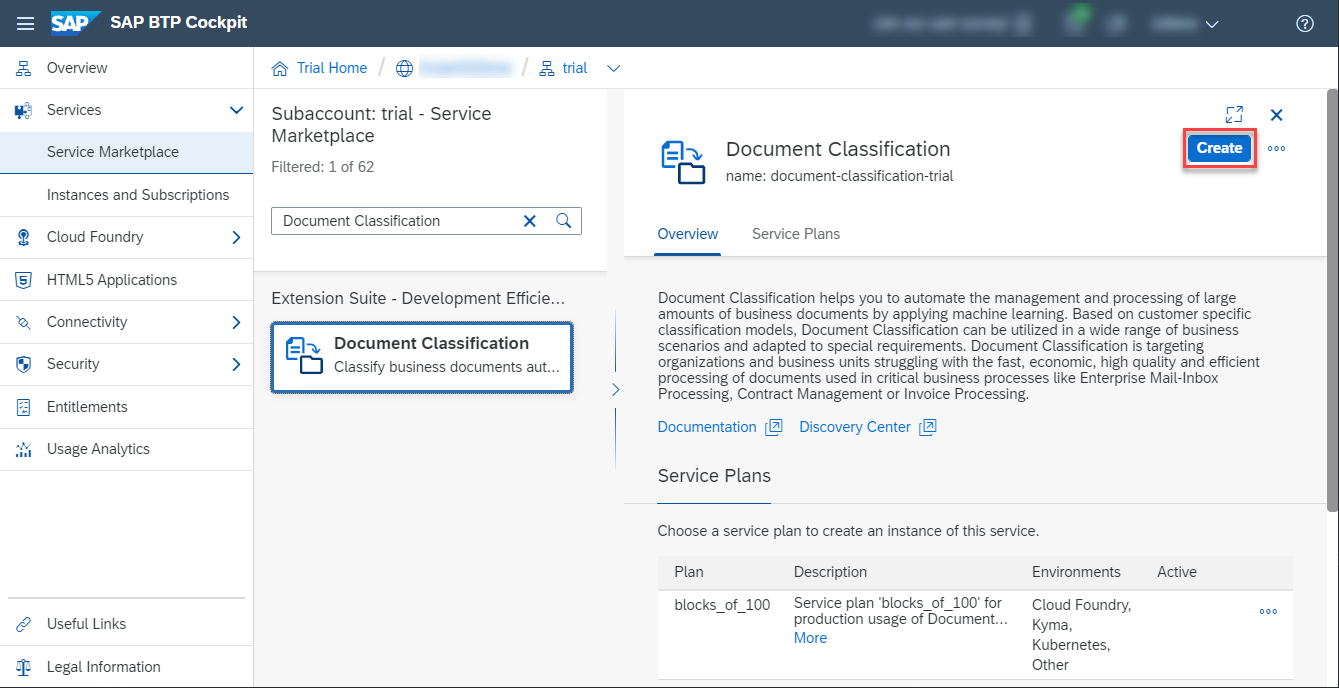 SAP SAP BTP Cockpit
Overview
Services
Service Marketplace
Instances and Subscriptions
Cloud Foundry
HTML5 Applications
Connectivity
Security
Entitlements
Usage Analytics
Useful Links
Legal Information
Trial Home / / trial
Subaccount: trial - Service
Marketplace
Filtered: 1 of 62
Document Classification
Extension Suite - Development Efficie...
Document Classification
Classify business documents aut...
Document Classification
name: document-classification-trial
Create
Overview Service Plans
Document Classification helps you to automate the management and processing of large
amounts of business documents by applying machine learning. Based on customer specific
classification models, Document Classification can be utilized in a wide range of business
scenarios and adapted to special requirements. Document Classification is targeting
organizations and business units struggling with the fast, economic, high quality and efficient
processing of documents used in critical business processes like Enterprise Mail-Inbox
Processing, Contract Management or Invoice Processing.
Documentation Discovery Center
Service Plans
Choose a service plan to create an instance of this service.
Plan Description Environments Active
blocks_of_100 Service plan 'blocks_of_100' for Cloud Foundry,
production usage of Document... Kyma,
More Kubernetes,
Other